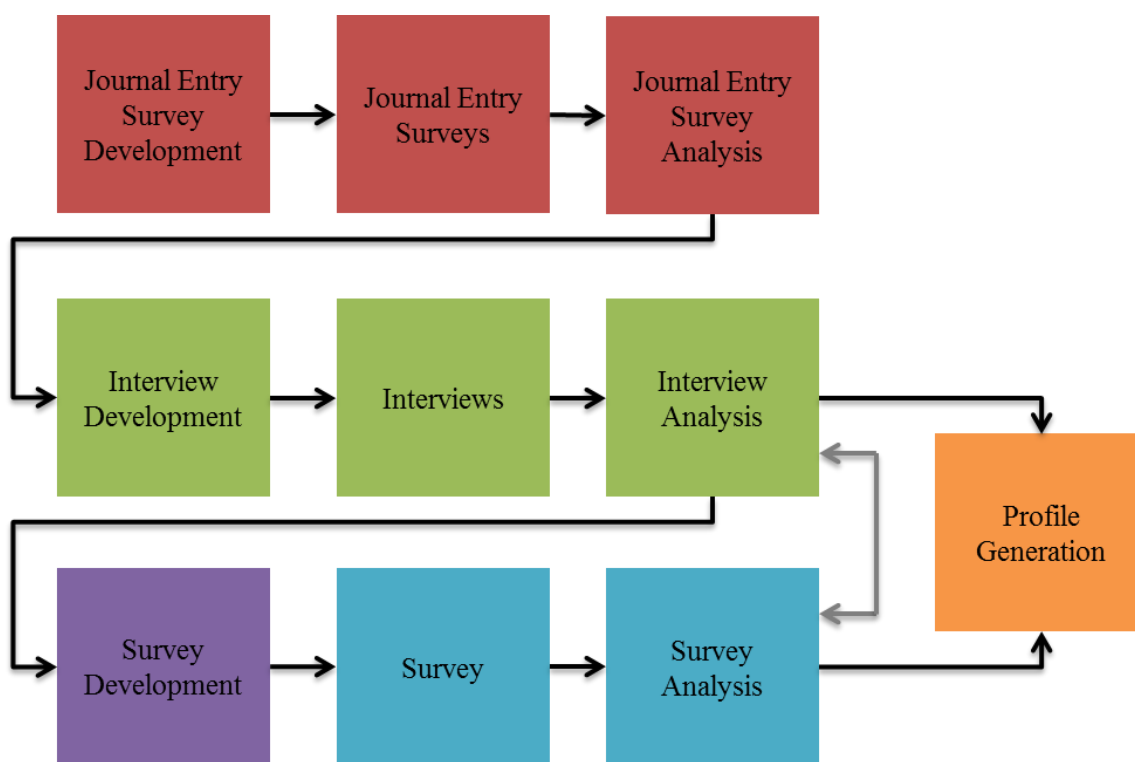 Journal Entry
Survey
Development
Journal Entry
Surveys
Journal Entry
Survey
Analysis
Interview
Development
Interviews
Interview
Analysis
Profile
Generation
Survey
Development
Survey
Survey
Analysis